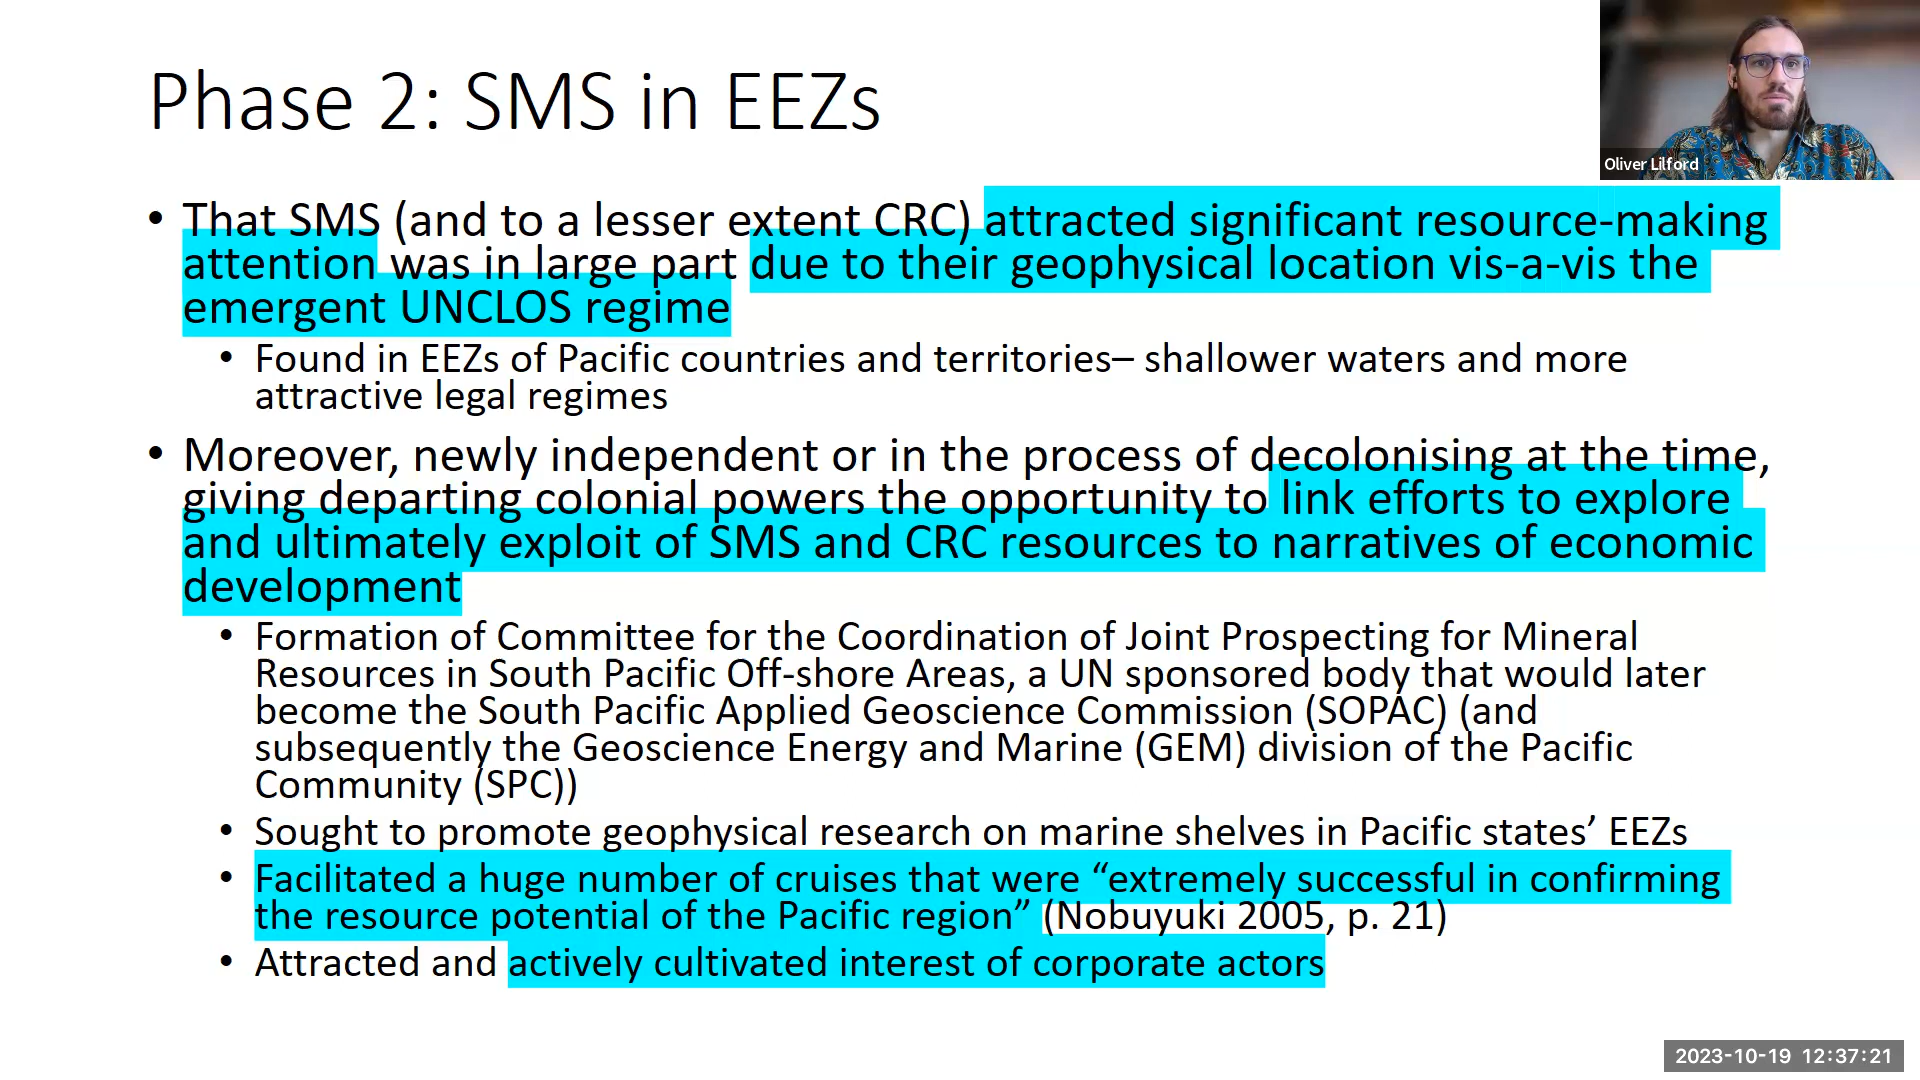 Phase 2: SMS in EEZs
Oliver Lilford
• That SMS (and to a lesser extent CRC) attracted significant resource-making
attention was in large part due to their geophysical location vis-a-vis the
emergent UNCLOS regime
• Found in EEZs of Pacific countries and territories– shallower waters and more
attractive legal regimes
• Moreover, newly independent or in the process of decolonising at the time,
giving departing colonial powers the opportunity to link efforts to explore
and ultimately exploit of SMS and CRC resources to narratives of economic
development
• Formation of Committee for the Coordination of Joint Prospecting for Mineral
Resources in South Pacific Off-shore Areas, a UN sponsored body that would later
become the South Pacific Applied Geoscience Commission (SOPAC) (and
subsequently the Geoscience Energy and Marine (GEM) division of the Pacific
Community (SPC))
• Sought to promote geophysical research on marine shelves in Pacific states’ EEZs
• Facilitated a huge number of cruises that were “extremely successful in confirming
the resource potential of the Pacific region” (Nobuyuki 2005, p. 21)
• Attracted and actively cultivated interest of corporate actors
2023-10-19 12:37:21